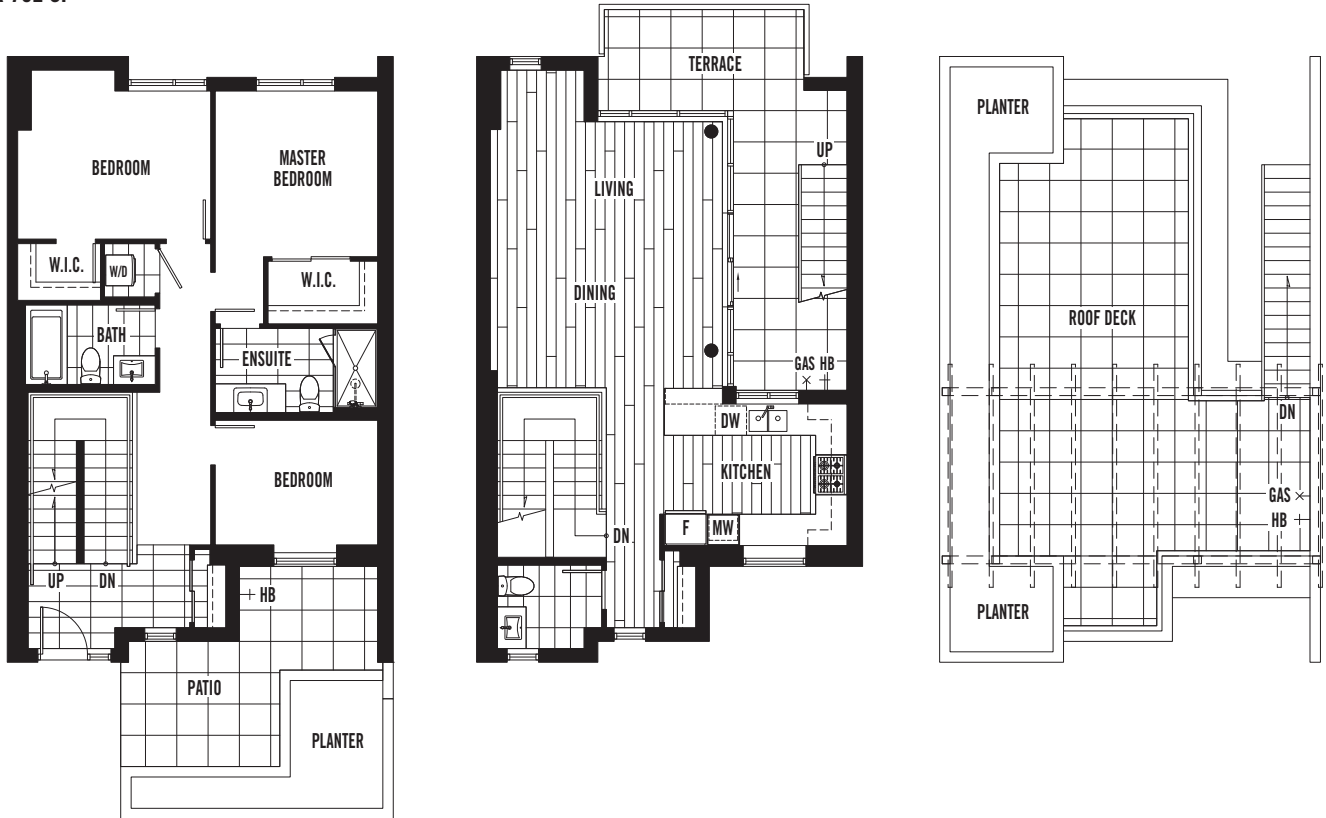 BEDROOM
MASTER
BEDROOM
W.I.C.
W/D
W.I.C.
BATH
ENSUITE
BEDROOM
UP
DN
HB
PATIO
PLANTER
TERRACE
UP
LIVING
DINING
GAS HB
DW
KITCHEN
F
MW
DN
PLANTER
ROOF DECK
DN
GAS
HB
PLANTER